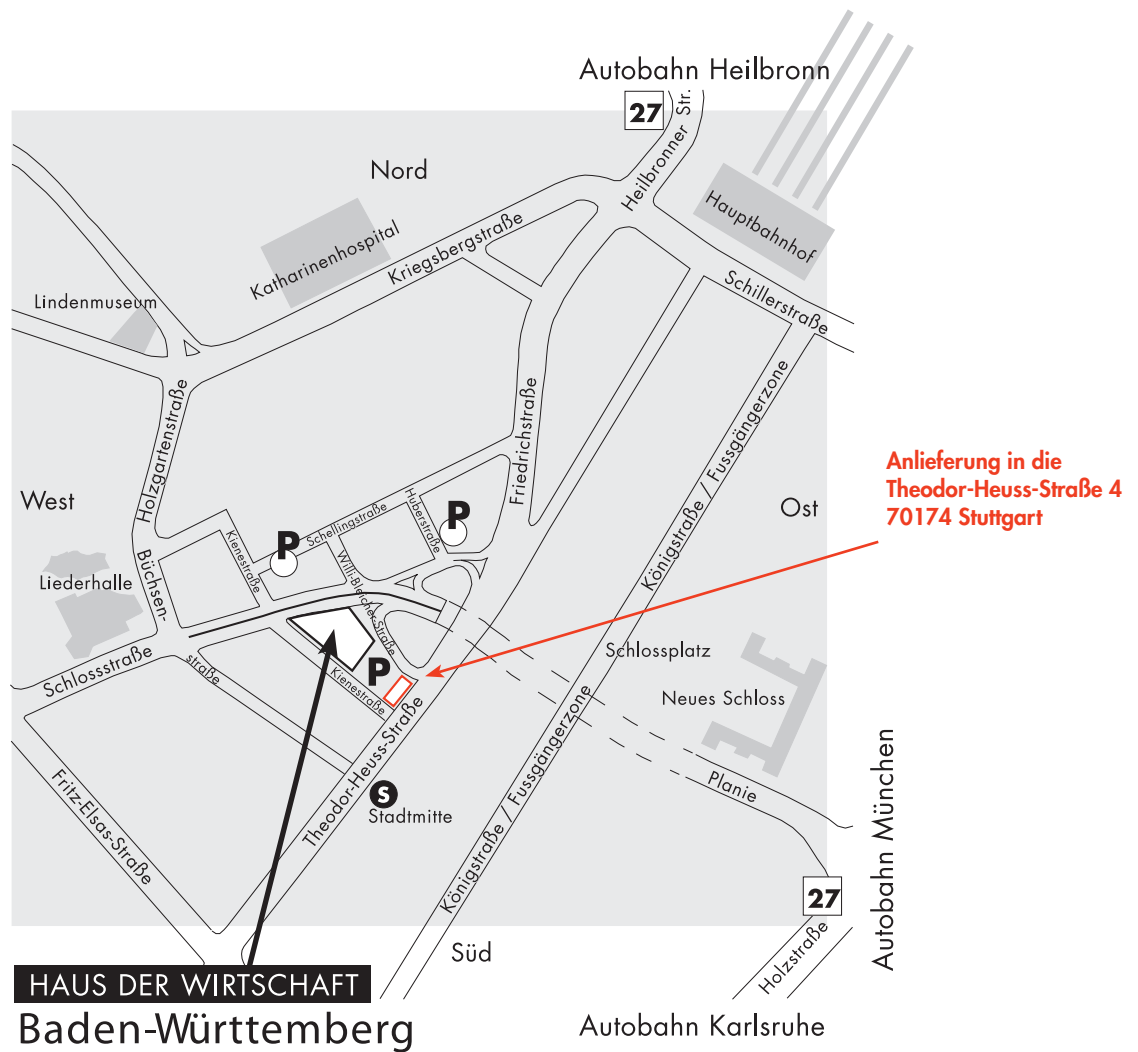 Autobahn Heilbronn
27
Heilbronner Str.
Nord
Hauptbahnhof
Katharinenhospital
Kriegsbergstraße
Lindenmuseum
Schillerstraße
Holzgartenstraße
Friedrichstraße
Königstraße / Fussgängerzone
Anlieferung in die
Theodor-Heuss-Straße 4
70174 Stuttgart
West
Ost
Huberstraße
P
Schellingstraße
Kienestraße
P
Büchsen-
Liederhalle
Willi-Bleicher-Straße
Schlossstraße
straße
P
Kienestraße
Schlossplatz
Neues Schloss
Theodor-Heuss-Straße
Fritz-Elsas-Straße
S
Stadtmitte
Königstraße / Fussgängerzone
Planie
Autobahn München
27
Holzstraße
Süd
HAUS DER WIRTSCHAFT
Baden-Württemberg
Autobahn Karlsruhe